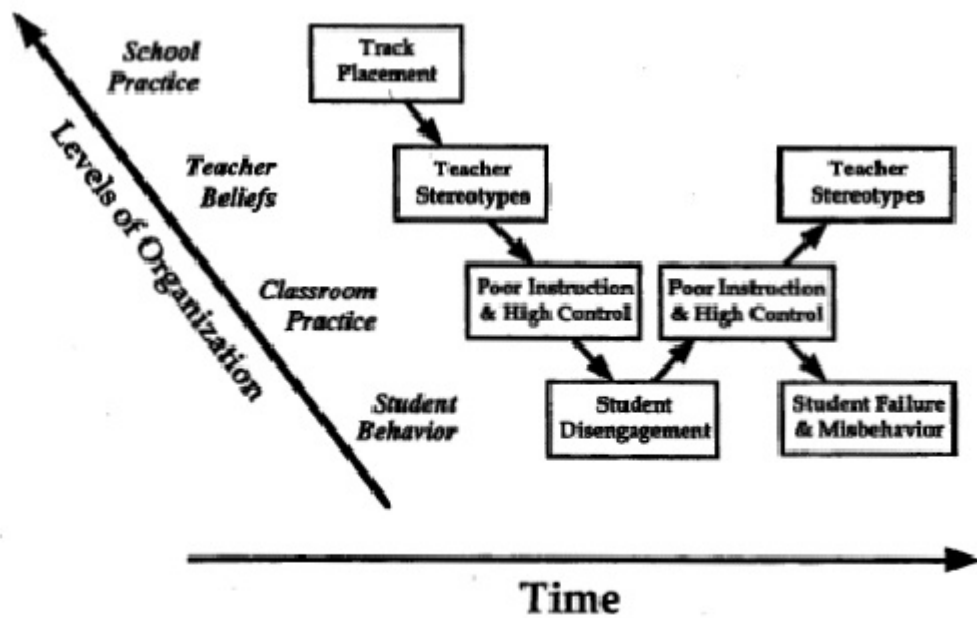 School
Practice
Track
Placement
Teacher
Beliefs
Teacher
Stereotypes
Teacher
Stereotypes
Levels of Organization
Classroom
Practice
Poor Instruction
& High Control
Poor Instruction
& High Control
Student
Behavior
Student
Disengagement
Student Failure
& Misbehavior
Time